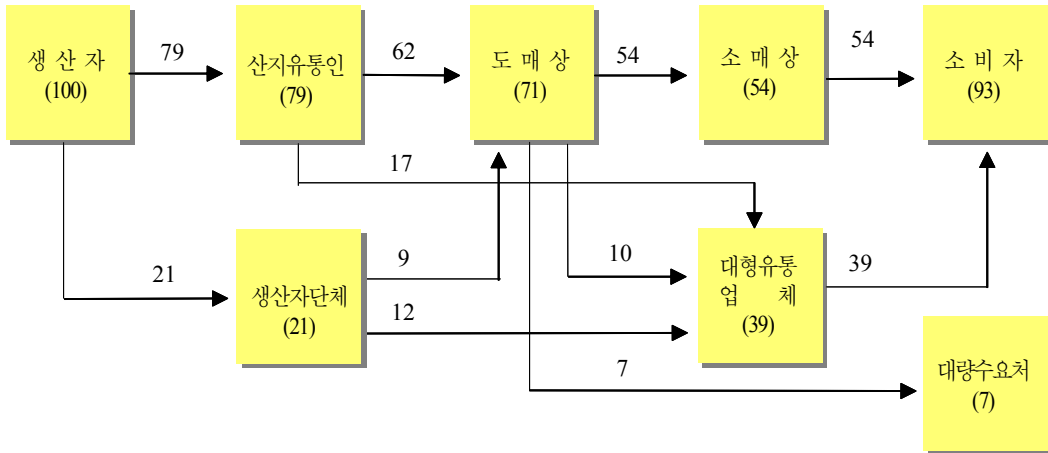 생 산 자
(100)
79
산지유통인
(79)
62
도 매 상
(71)
54
소 매 상
(54)
54
소 비 자
(93)
17
21
생산자단체
(21)
9
12
10
대형유통
업 체
(39)
39
7
대량수요처
(7)